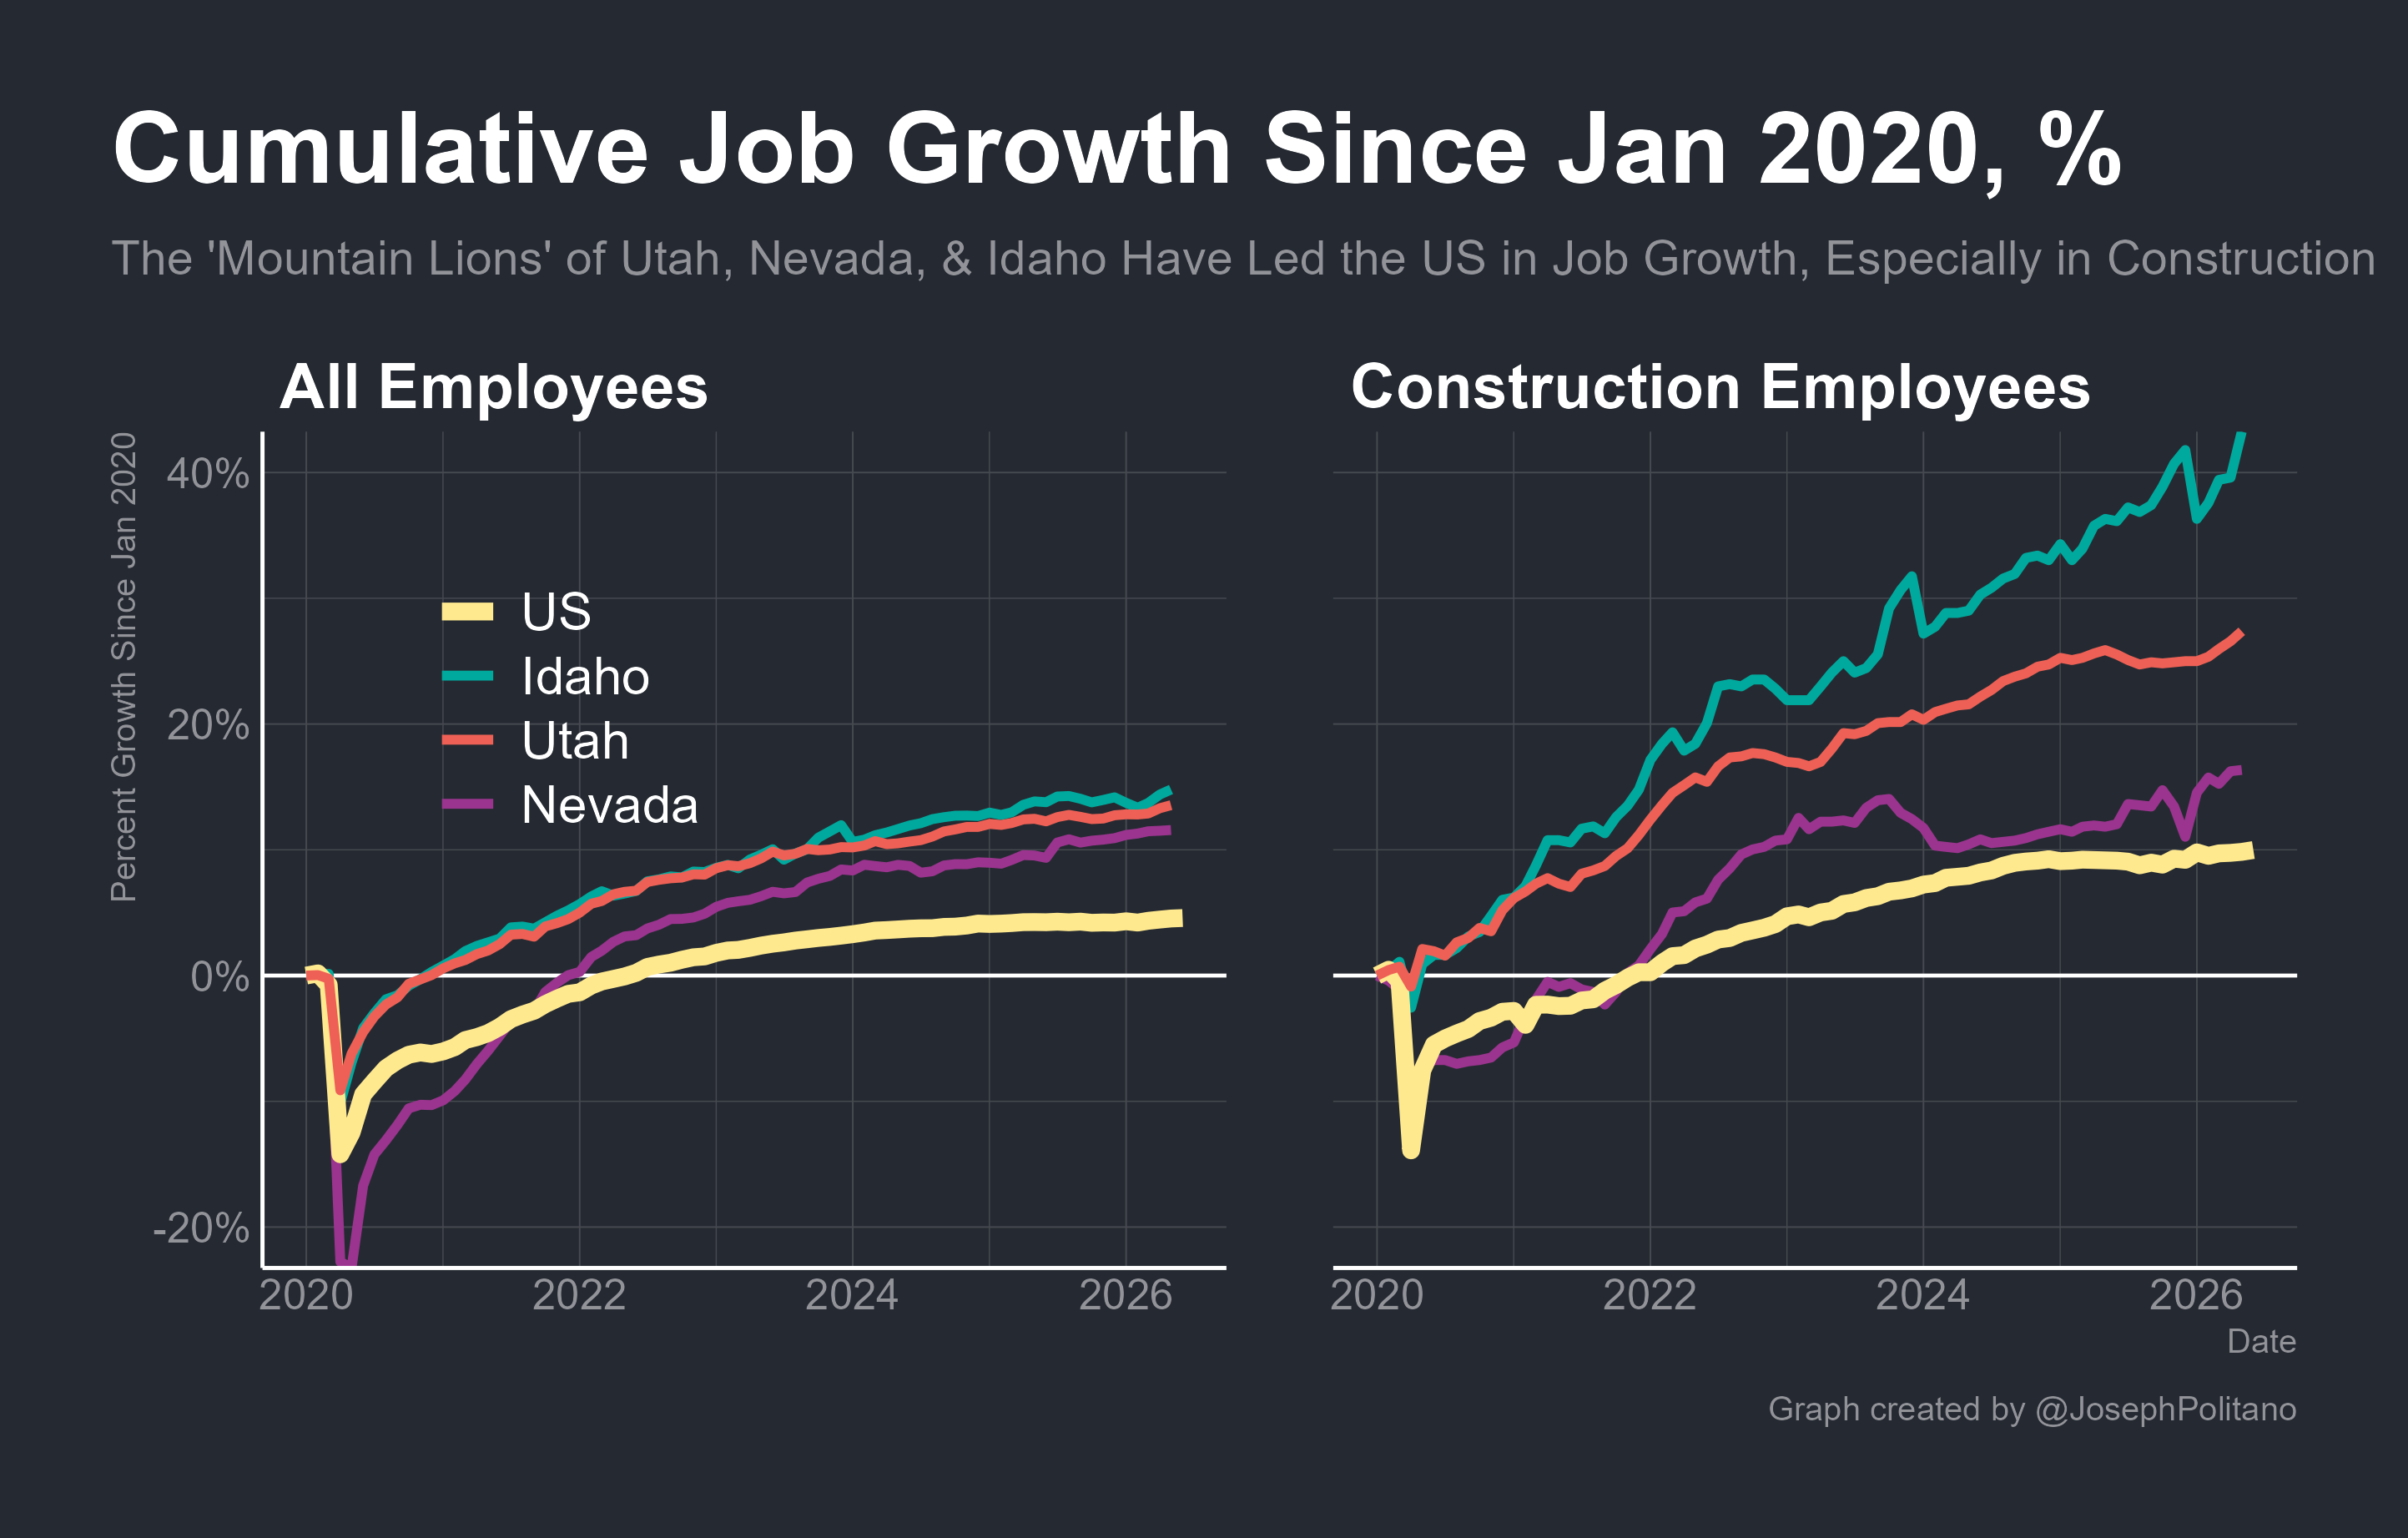 Cumulative Job Growth Since Jan 2020, %
The 'Mountain Lions' of Utah, Nevada, & Idaho Have Led the US in Job Growth, Especially in Construction
All Employees
Construction Employees
Percent Growth Since Jan 2020
40%
20%
0%
-20%
US
Idaho
Utah
Nevada
2020 2022 2024 2026
2020 2022 2024 2026
Date
Graph created by @JosephPolitano